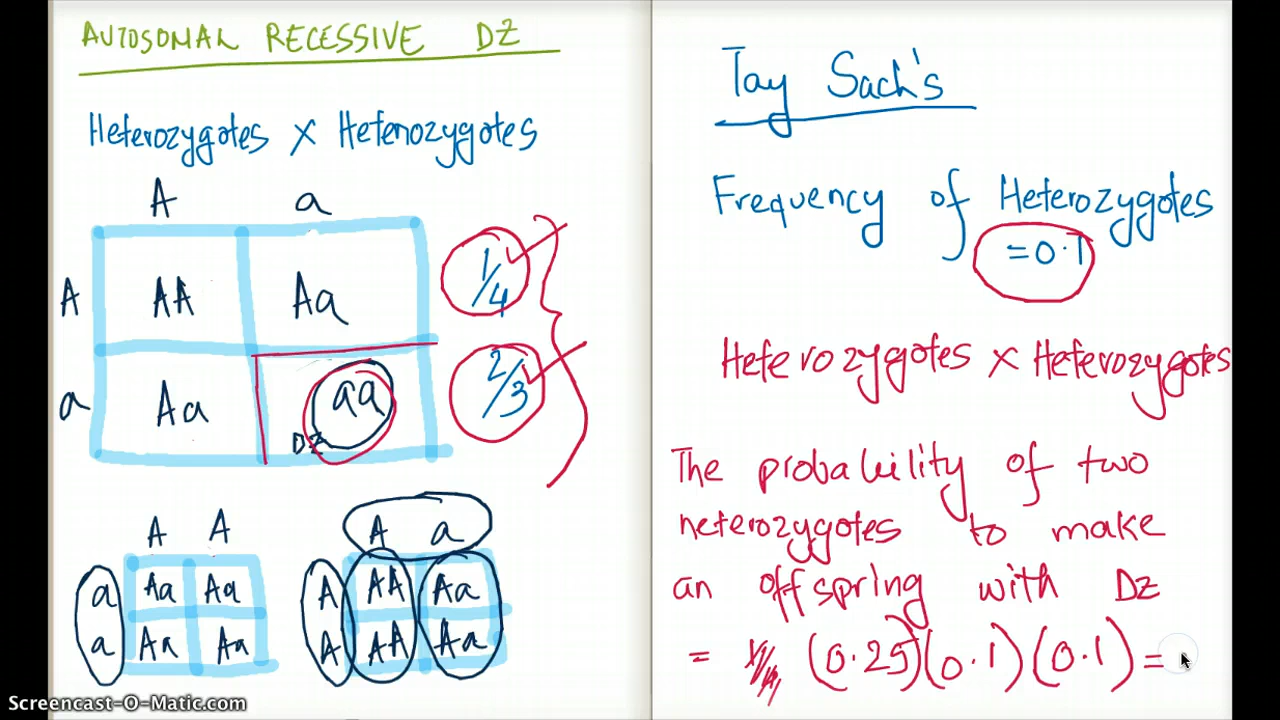 AUTOSOMAL RECESSIVE DZ
Heterozygotes X Heterozygotes
A a
A AA Aa 1/4
a Aa aa 2/3
DZ
A A
a Aa Aa
a Aa Aa
A a
A AA Aa
A AA Aa
Tay Sach's
Frequency of Heterozygotes
=0.1
Heterozygotes X Heterozygotes
The probability of two
heterozygotes to make
an offspring with DZ
= (0.25)(0.1)(0.1) =
Screencast-O-Matic.com